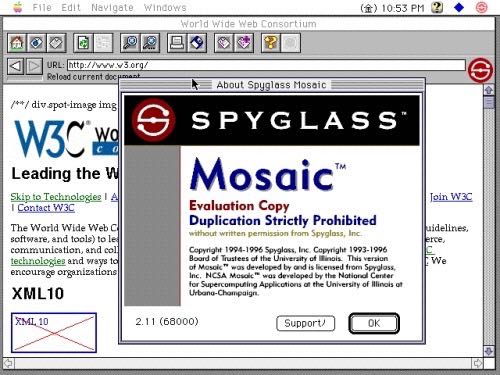 File Edit Navigate Windows (金) 10:53 PM
World Wide Web Consortium
URL: http://www.w3.org/
Reload current document
About Spyglass Mosaic
/**/ div.spot-image img
SPYGLASS™
W3C WO
Mosaic™
Leading the W
Evaluation Copy
Duplication Strictly Prohibited
without written permission from Spyglass, Inc.
Skip to Technologies | A
Join W3C
| Contact W3C
Copyright 1994-1996 Spyglass, Inc. Copyright 1993-1996
Board of Trustees of the University of Illinois. This version
of Mosaic™ was developed by and is licensed from Spyglass,
Inc. NCSA Mosaic™ was developed by the National Center
for Supercomputing Applications at the University of Illinois at
Urbana-Champaign.
The World Wide Web Co
uidelines,
software, and tools) to lea
erce,
communication, and coll
technologies and ways to
We
encourage organizations
XML10
XML 10
2.11 (68000)
Support/
OK